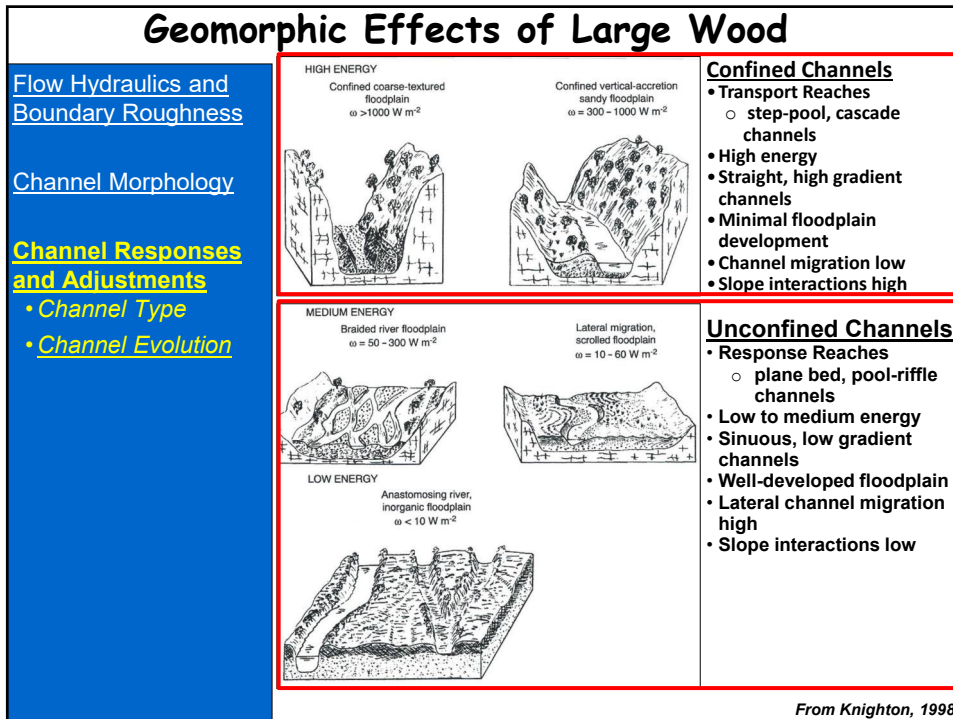 Geomorphic Effects of Large Wood
Flow Hydraulics and
Boundary Roughness
Channel Morphology
Channel Responses
and Adjustments
• Channel Type
• Channel Evolution
HIGH ENERGY
Confined coarse-textured
floodplain
ω >1000 W m-2
Confined vertical-accretion
sandy floodplain
ω = 300 – 1000 W m-2
Confined Channels
• Transport Reaches
o step-pool, cascade
channels
• High energy
• Straight, high gradient
channels
• Minimal floodplain
development
• Channel migration low
• Slope interactions high
MEDIUM ENERGY
Braided river floodplain
ω = 50 – 300 W m-2
Lateral migration,
scrolled floodplain
ω = 10 – 60 W m-2
LOW ENERGY
Anastomosing river,
inorganic floodplain
ω < 10 W m-2
Unconfined Channels
• Response Reaches
o plane bed, pool-riffle
channels
• Low to medium energy
• Sinuous, low gradient
channels
• Well-developed floodplain
• Lateral channel migration
high
• Slope interactions low
From Knighton, 1998